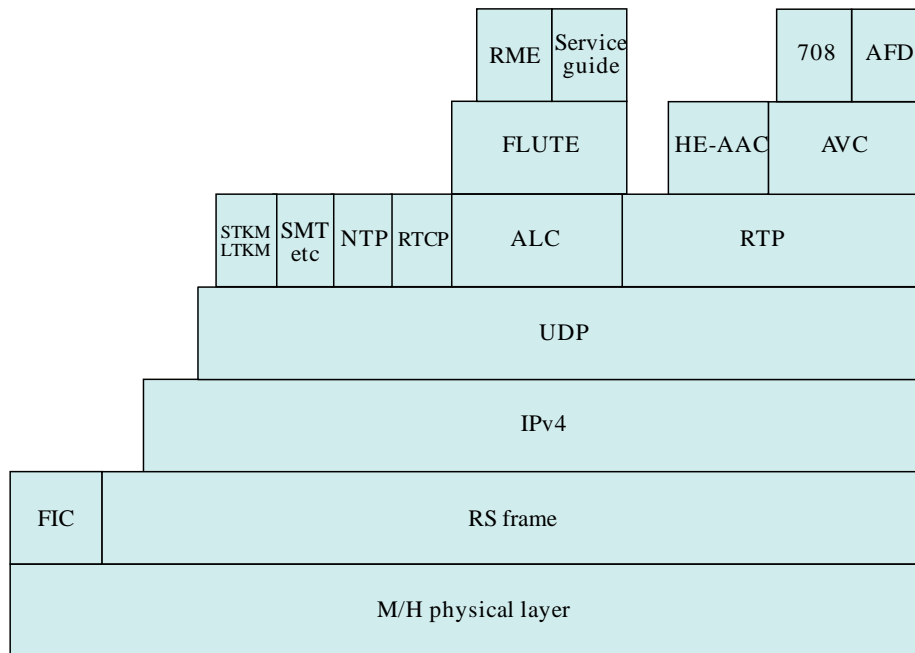 RME
Service
guide
708
AFD
FLUTE
HE-AAC
AVC
STKM
LTKM
SMT
etc
NTP
RTCP
ALC
RTP
UDP
IPv4
FIC
RS frame
M/H physical layer